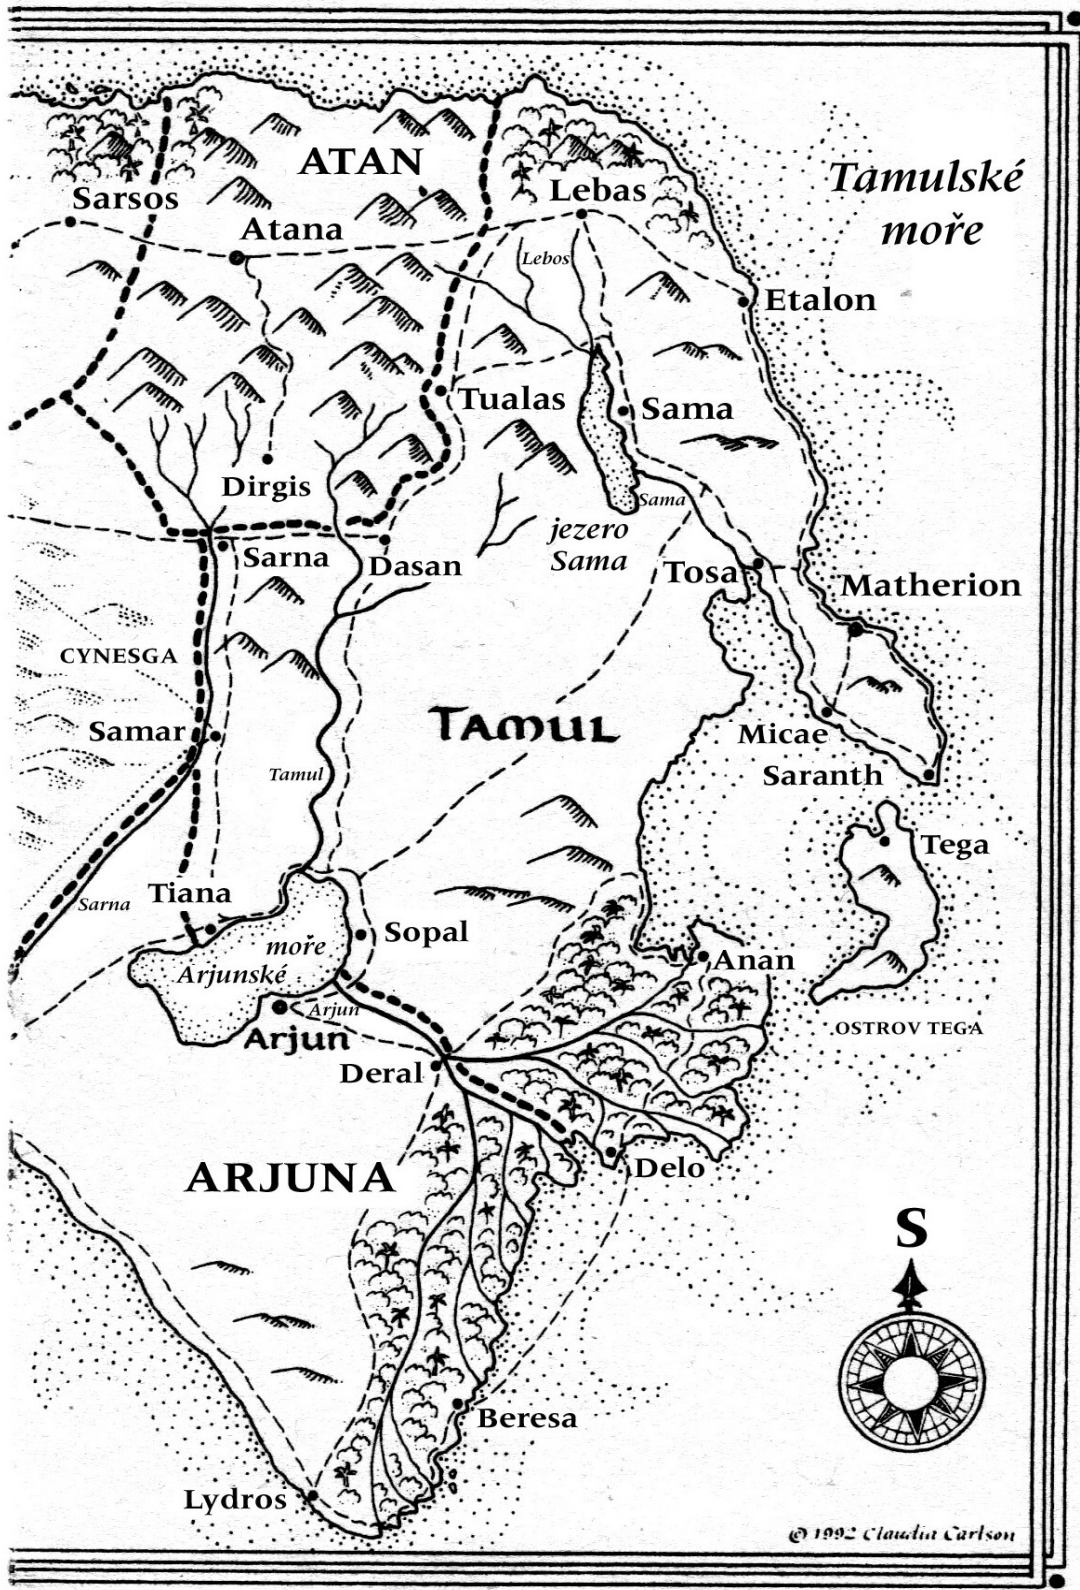 ATAN
Tamulské
moře
Sarsos
Lebas
Atana
Lebos
Etalon
Tualas
Sama
Dirgis
Sama
jezero
Sama
Sarna
Dasan
Tosa
Matherion
CYNESGA
Samar
TAMUL
Micae
Saranth
Tamul
Tega
Tiana
Sarna
Sopal
moře
Arjunské
Anan
Arjun
OSTROV TEGA
Arjun
Deral
Delo
ARJUNA
S
Beresa
Lydros
© 1992 Claudia Carlson